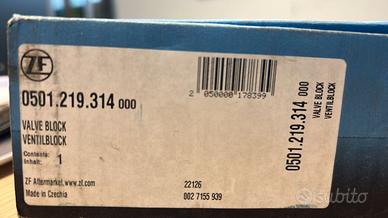 ZF
0501.219.314 000
VALVE BLOCK
VENTILBLOCK
Contents:
Inhalt: 1
ZF Aftermarket,www.zf.com
Made in Czechia
2 050000 178399
22126
002 7155 939
0501.219.314 000
VALVE BLOCK
VENTILBLOCK
subito